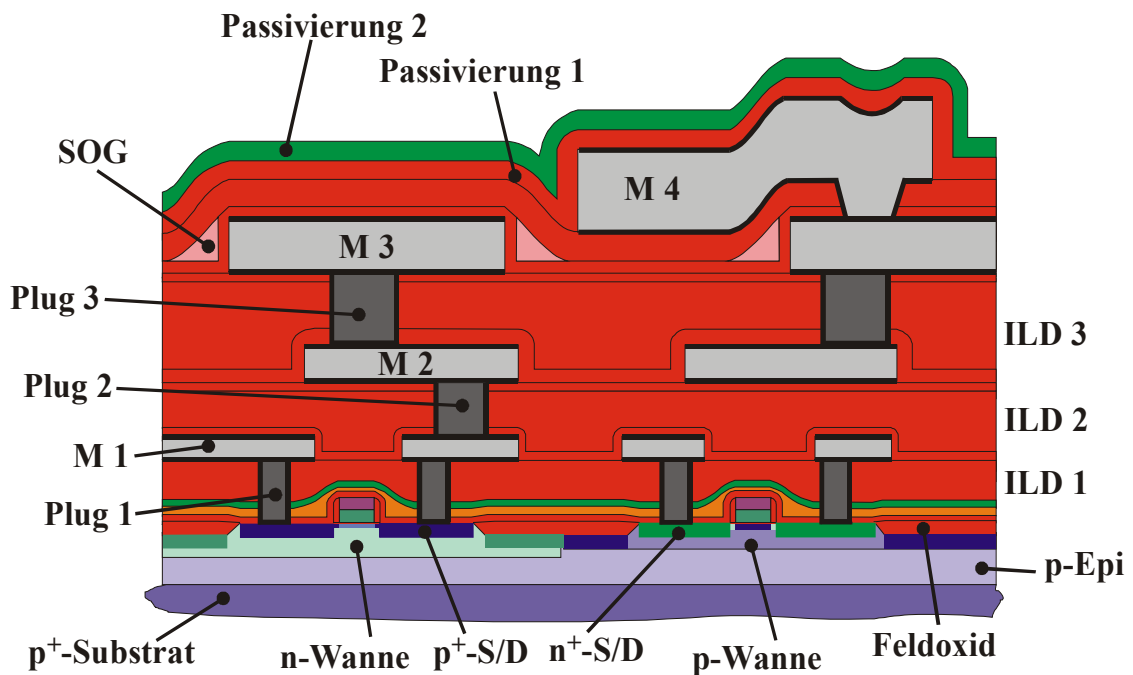 Passivierung 2
Passivierung 1
SOG
M 4
M 3
Plug 3
ILD 3
M 2
Plug 2
ILD 2
M 1
ILD 1
Plug 1
p-Epi
p⁺-Substrat
n-Wanne
p⁺-S/D
n⁺-S/D
p-Wanne
Feldoxid